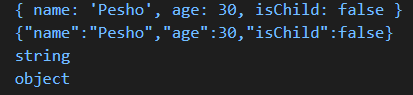 { name: 'Pesho', age: 30, isChild: false }
{"name":"Pesho","age":30,"isChild":false}
string
object